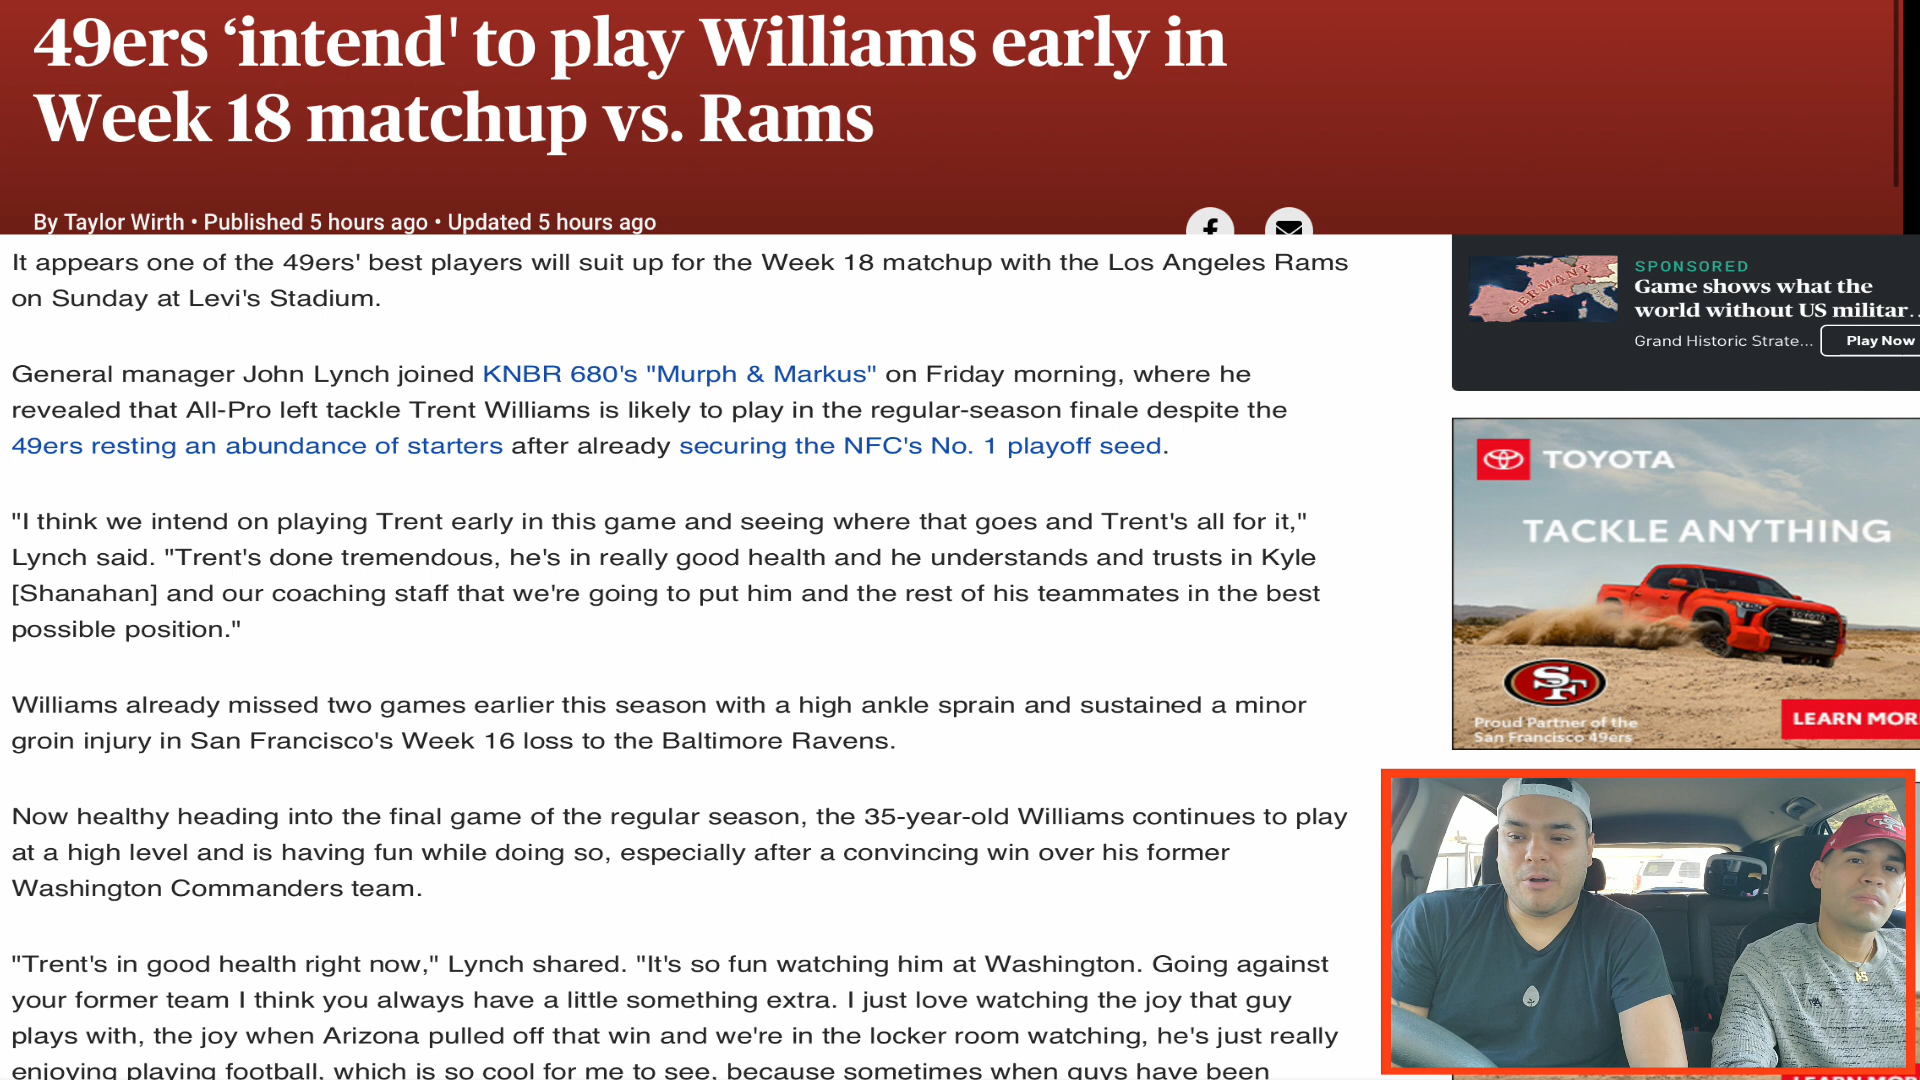 49ers ‘intend' to play Williams early in
Week 18 matchup vs. Rams
By Taylor Wirth • Published 5 hours ago • Updated 5 hours ago
It appears one of the 49ers' best players will suit up for the Week 18 matchup with the Los Angeles Rams
on Sunday at Levi's Stadium.
General manager John Lynch joined KNBR 680's "Murph & Markus" on Friday morning, where he
revealed that All-Pro left tackle Trent Williams is likely to play in the regular-season finale despite the
49ers resting an abundance of starters after already securing the NFC's No. 1 playoff seed.
"I think we intend on playing Trent early in this game and seeing where that goes and Trent's all for it,"
Lynch said. "Trent's done tremendous, he's in really good health and he understands and trusts in Kyle
[Shanahan] and our coaching staff that we're going to put him and the rest of his teammates in the best
possible position."
Williams already missed two games earlier this season with a high ankle sprain and sustained a minor
groin injury in San Francisco's Week 16 loss to the Baltimore Ravens.
Now healthy heading into the final game of the regular season, the 35-year-old Williams continues to play
at a high level and is having fun while doing so, especially after a convincing win over his former
Washington Commanders team.
"Trent's in good health right now," Lynch shared. "It's so fun watching him at Washington. Going against
your former team I think you always have a little something extra. I just love watching the joy that guy
plays with, the joy when Arizona pulled off that win and we're in the locker room watching, he's just really
enjoying playing football, which is so cool for me to see, because sometimes when guys have been
GERMANY
SPONSORED
Game shows what the
world without US militar..
Grand Historic Strate...
Play Now
TOYOTA
TACKLE ANYTHING
TOYOTA
SF
Proud Partner of the
San Francisco 49ers
LEARN MOR